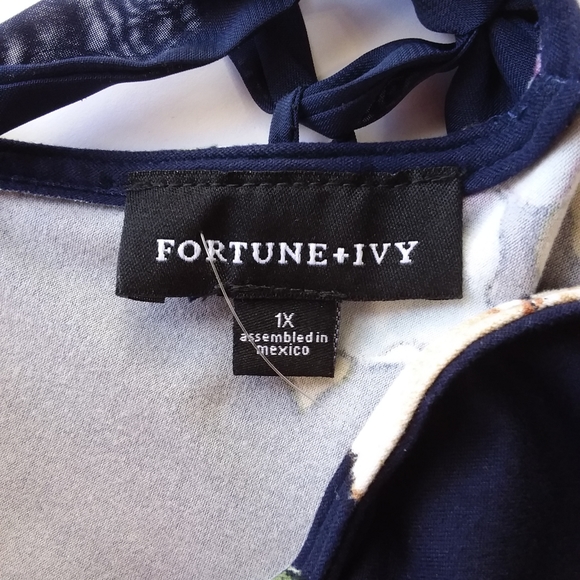 FORTUNE+IVY
1X
assembled in
mexico